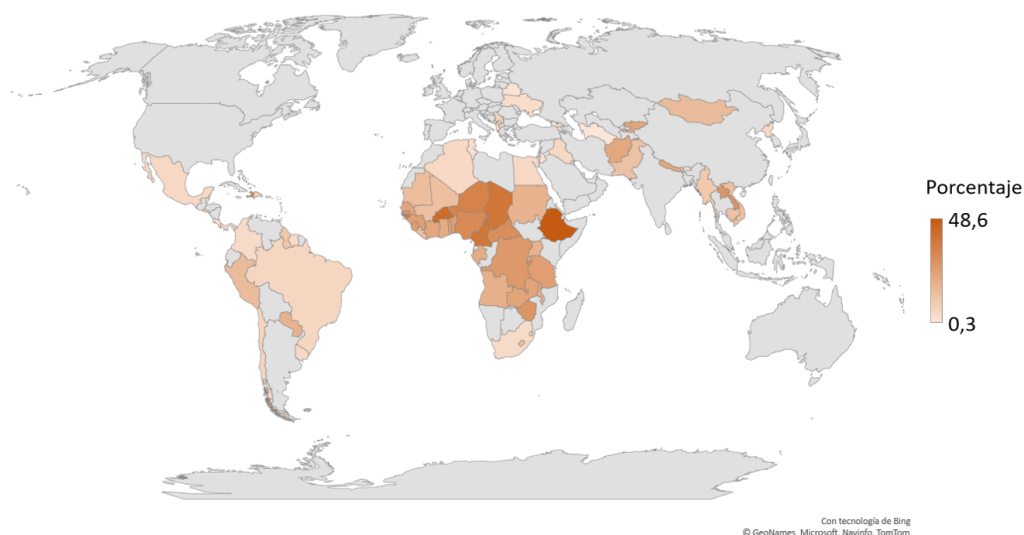 Porcentaje
48,6
0,3
Con tecnología de Bing
© GeoNames, Microsoft, Navinfo, TomTom